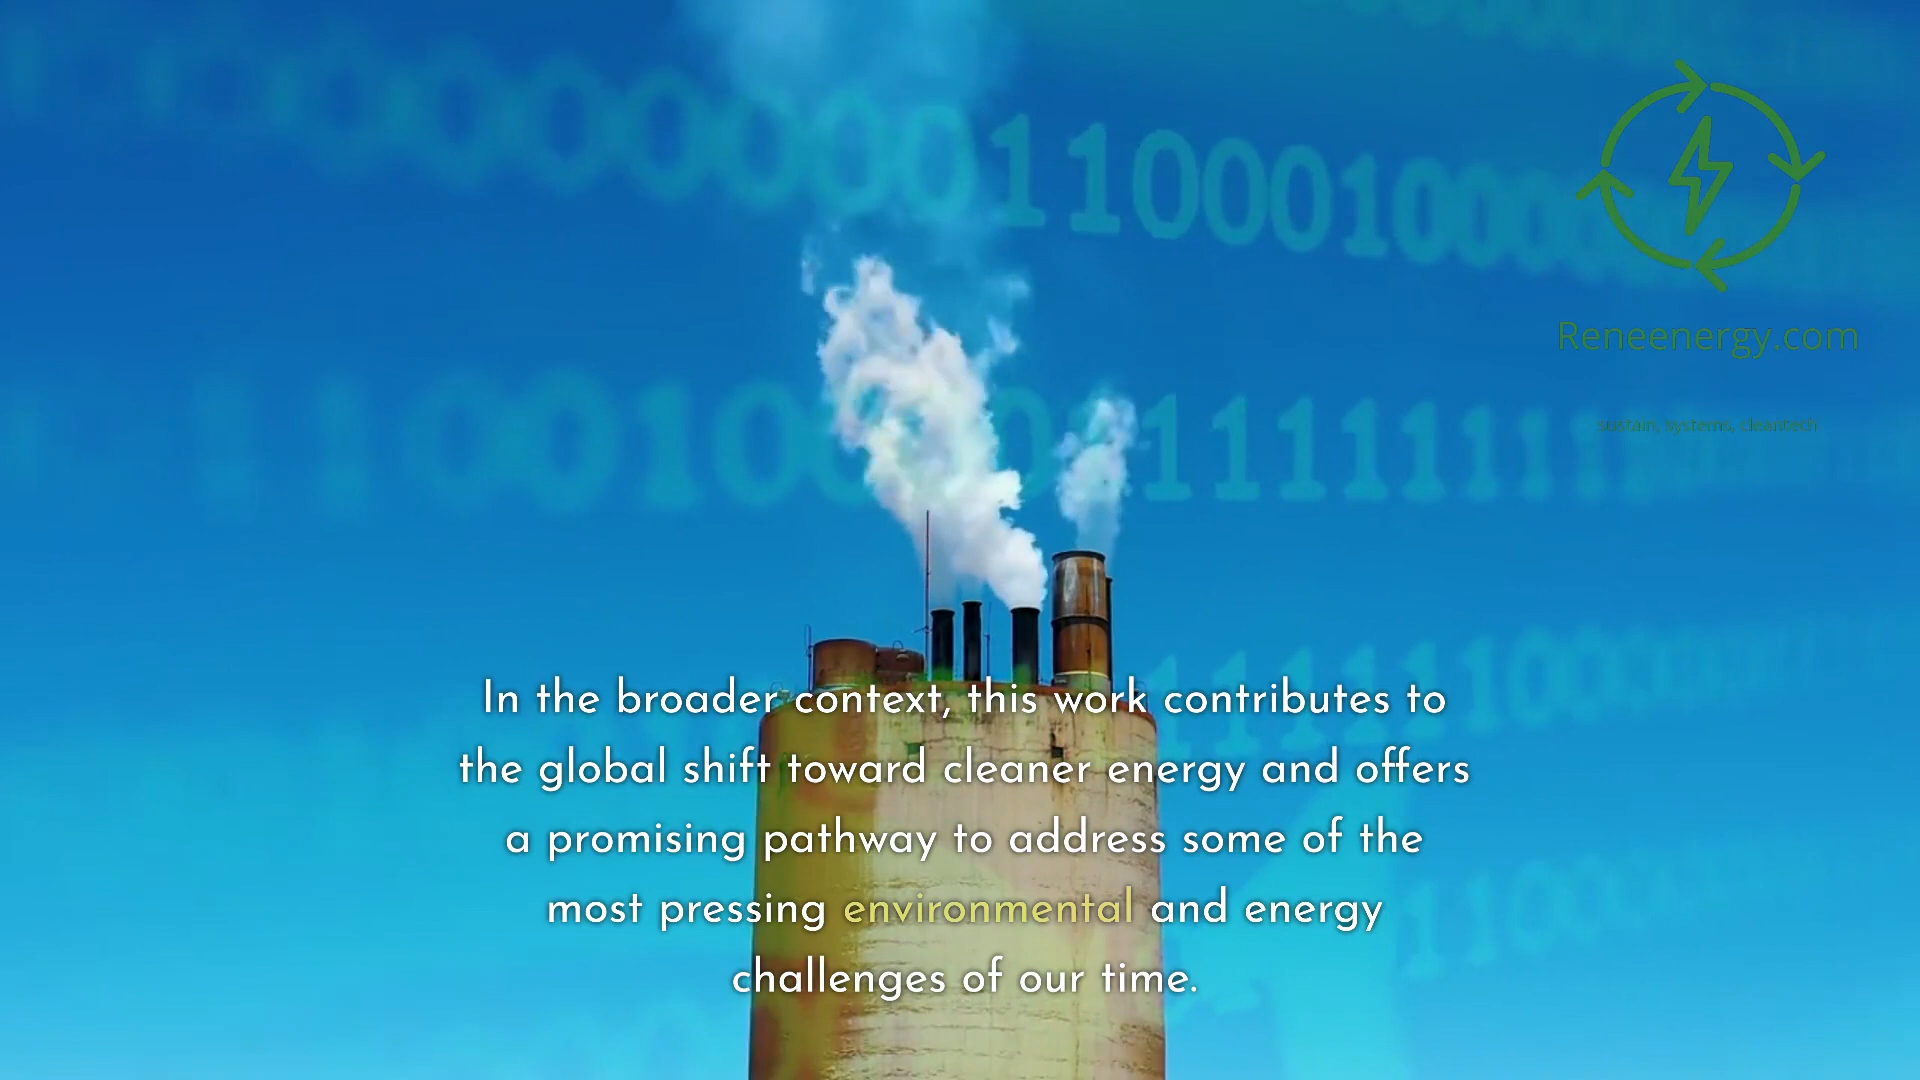 11000100
Reneenergy.com
sustain, systems, cleantech
In the broader context, this work contributes to
the global shift toward cleaner energy and offers
a promising pathway to address some of the
most pressing environmental and energy
challenges of our time.